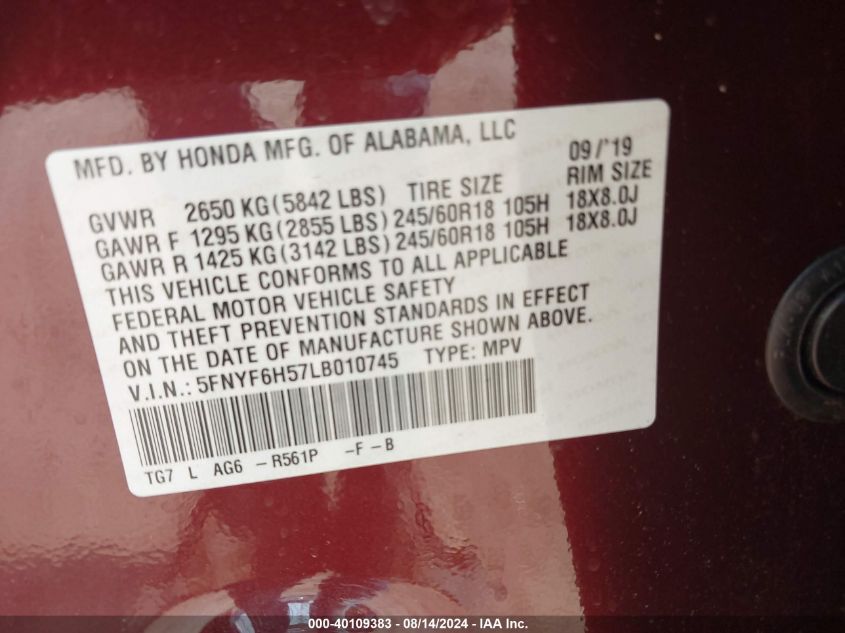 MFD. BY HONDA MFG. OF ALABAMA, LLC 09/'19
GVWR 2650 KG(5842 LBS) TIRE SIZE RIM SIZE
GAWR F 1295 KG(2855 LBS) 245/60R18 105H 18X8.0J
GAWR R 1425 KG(3142 LBS) 245/60R18 105H 18X8.0J
THIS VEHICLE CONFORMS TO ALL APPLICABLE
FEDERAL MOTOR VEHICLE SAFETY
AND THEFT PREVENTION STANDARDS IN EFFECT
ON THE DATE OF MANUFACTURE SHOWN ABOVE.
V.I.N.: 5FNYF6H57LB010745 TYPE: MPV
TG7 L AG6 -R561P -F-B
000-40109383 - 08/14/2024 - IAA Inc.